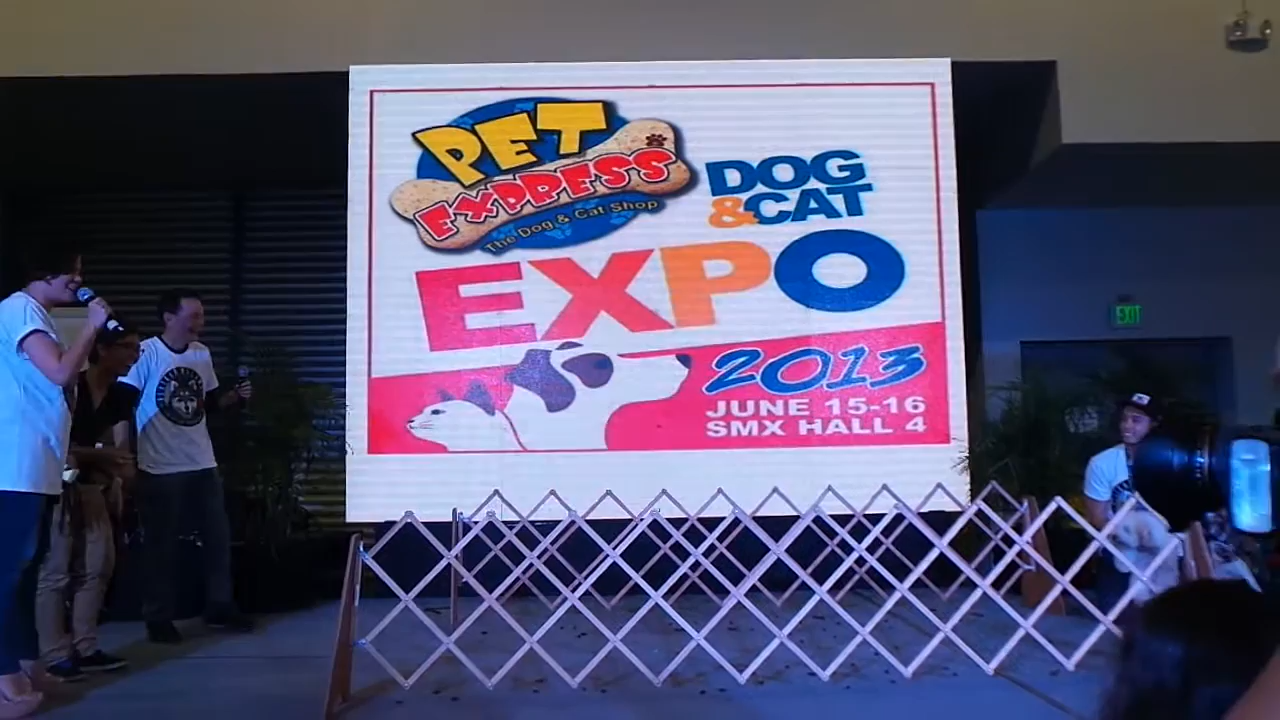 PET
EXPRESS
The Dog & Cat Shop
DOG
&CAT
EXPO
2013
JUNE 15-16
SMX HALL 4
EXIT